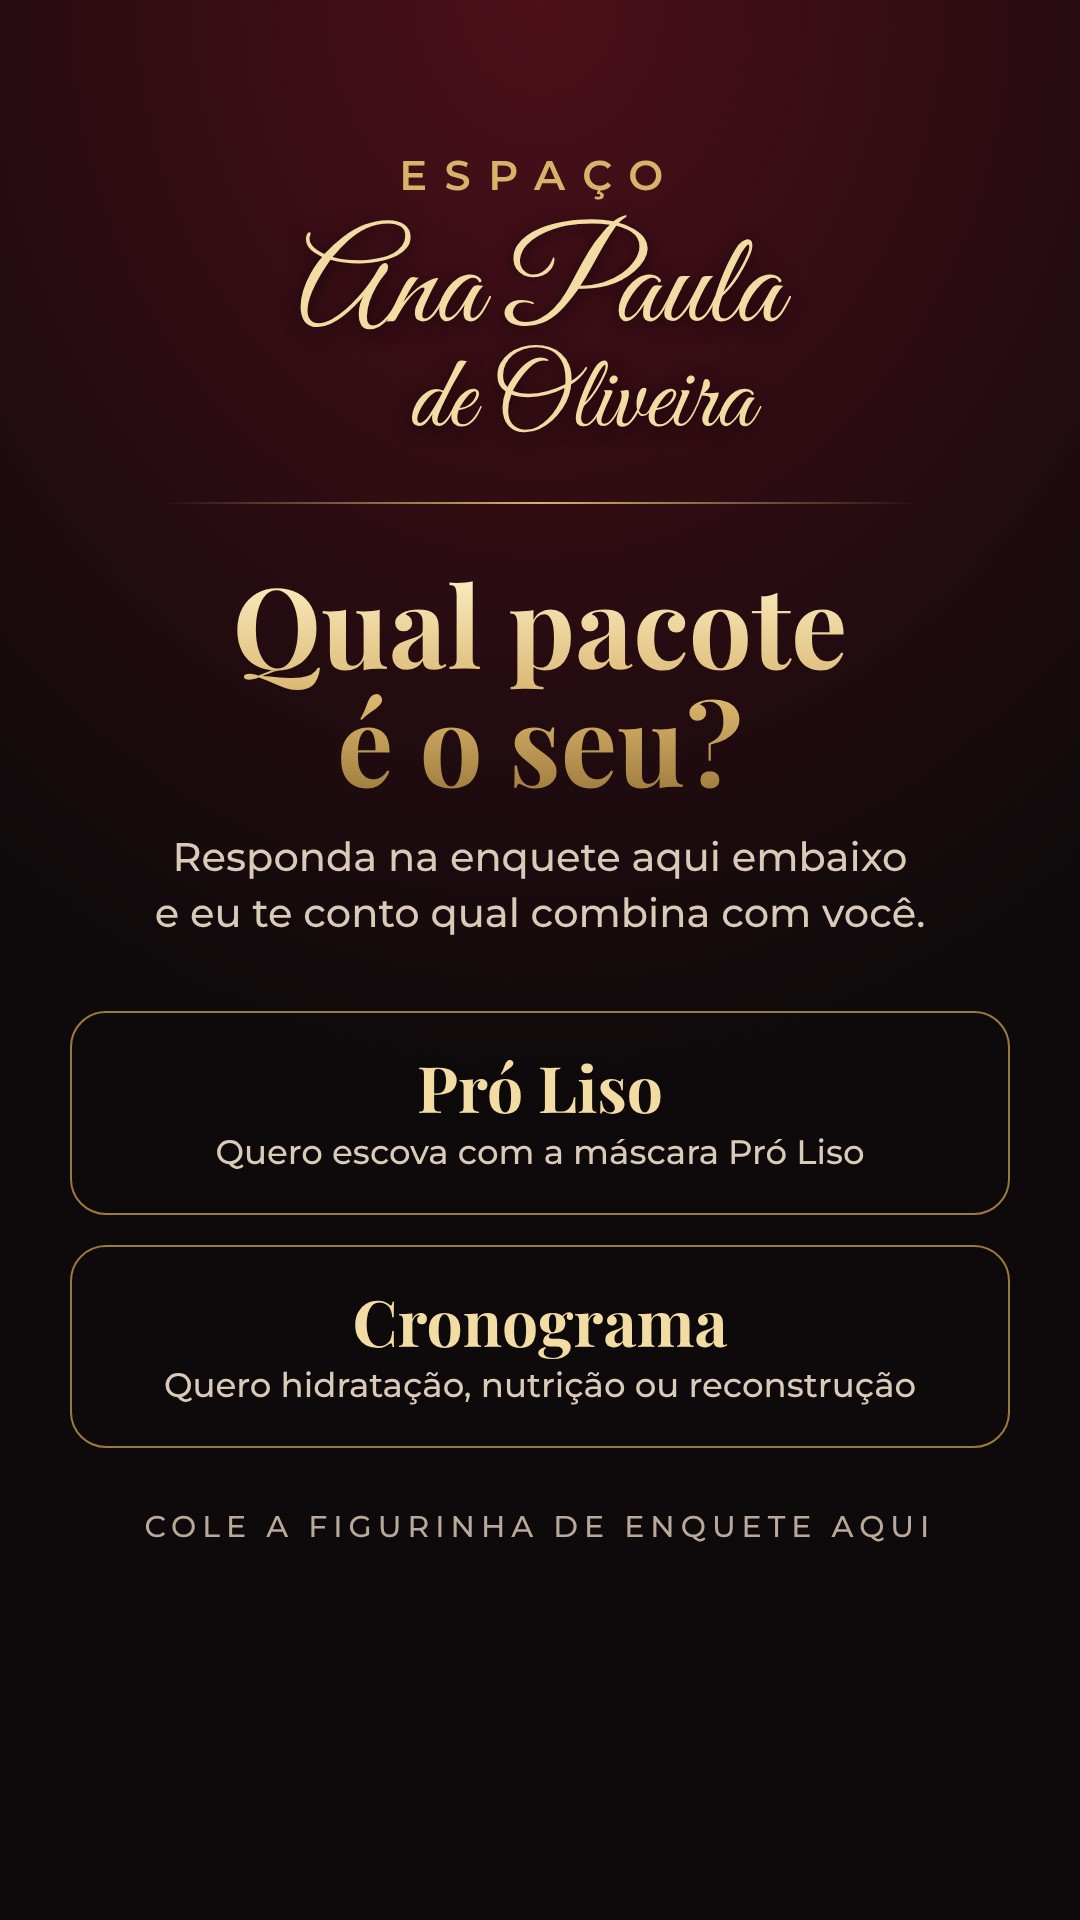 ESPAÇO
Ana Paula
de Oliveira
Qual pacote
é o seu?
Responda na enquete aqui embaixo
e eu te conto qual combina com você.
Pró Liso
Quero escova com a máscara Pró Liso
Cronograma
Quero hidratação, nutrição ou reconstrução
COLE A FIGURINHA DE ENQUETE AQUI